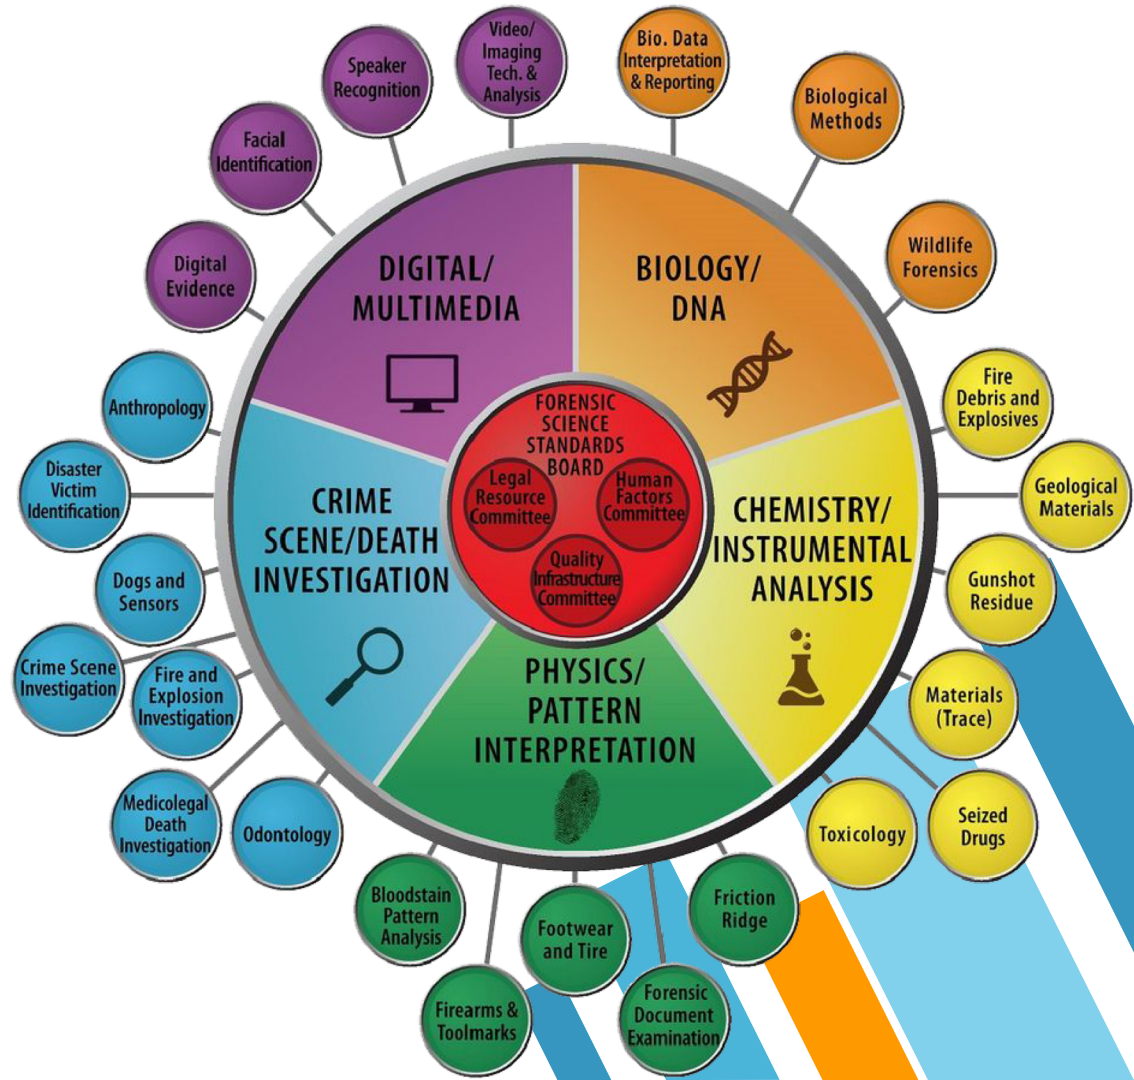 Video/
Imaging
Tech. &
Analysis
Bio. Data
Interpretation
& Reporting
Speaker
Recognition
Biological
Methods
Facial
Identification
Wildlife
Forensics
Digital
Evidence
DIGITAL/
MULTIMEDIA
BIOLOGY/
DNA
Anthropology
Fire
Debris and
Explosives
FORENSIC
SCIENCE
STANDARDS
BOARD
Legal
Resource
Committee
Human
Factors
Committee
Quality
Infrastructure
Committee
Disaster
Victim
Identification
Geological
Materials
CRIME
SCENE/DEATH
INVESTIGATION
CHEMISTRY/
INSTRUMENTAL
ANALYSIS
Dogs and
Sensors
Gunshot
Residue
Crime Scene
Investigation
Fire and
Explosion
Investigation
PHYSICS/
PATTERN
INTERPRETATION
Materials
(Trace)
Medicolegal
Death
Investigation
Odontology
Toxicology
Seized
Drugs
Bloodstain
Pattern
Analysis
Footwear
and Tire
Friction
Ridge
Firearms &
Toolmarks
Forensic
Document
Examination